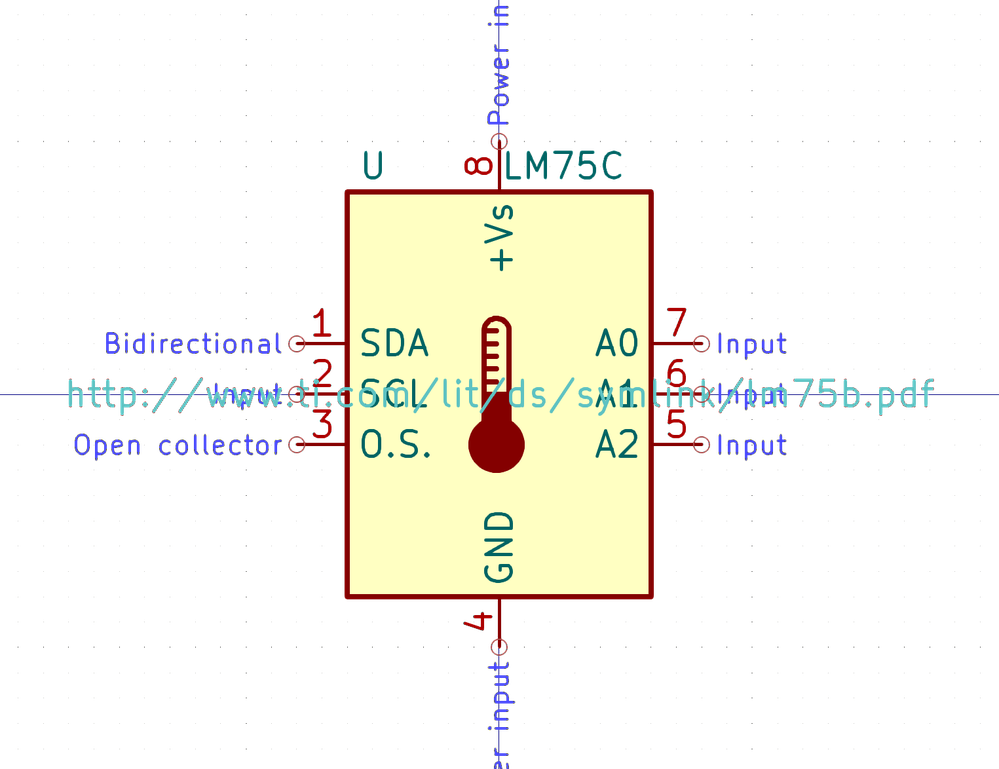 Power in
U
8
LM75C
+Vs
Bidirectional
1
SDA
A0
7
Input
Input
2
SCL
A1
6
Input
http://www.ti.com/lit/ds/symlink/lm75b.pdf
Open collector
3
O.S.
A2
5
Input
GND
4
er input